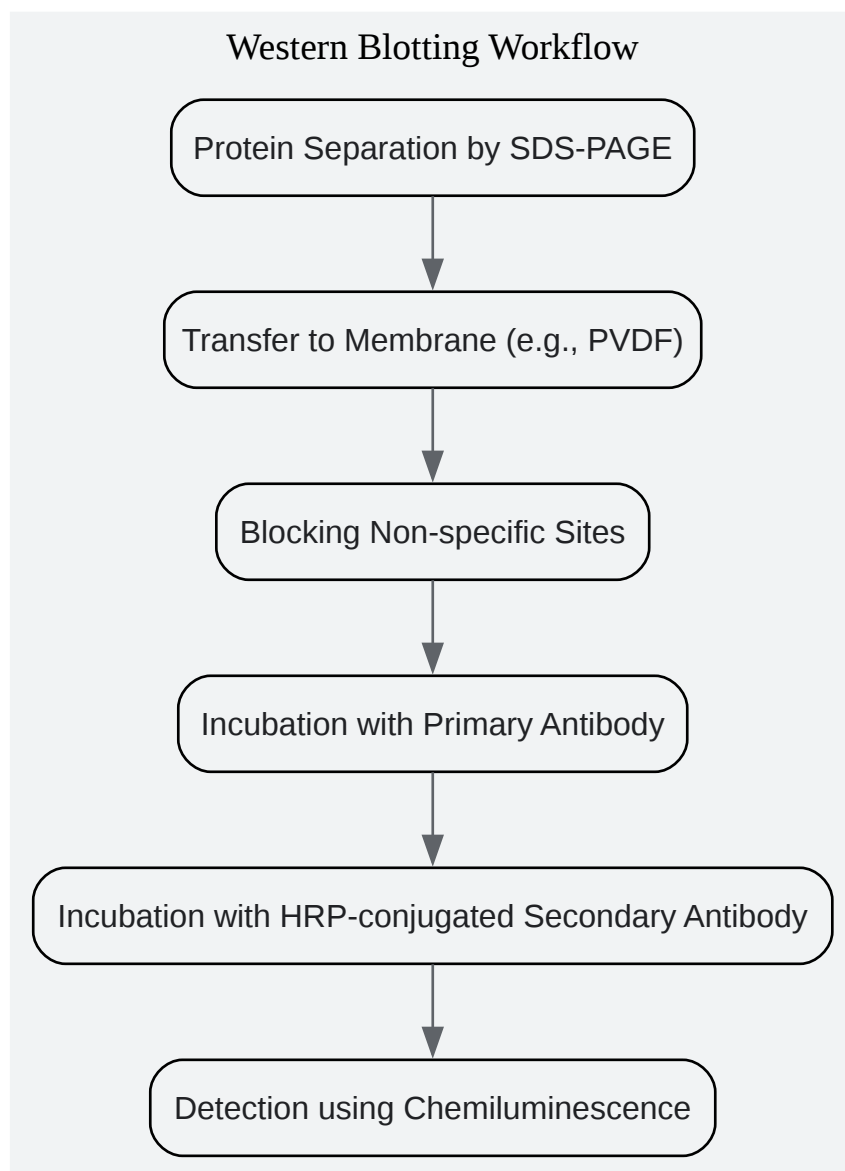 Western Blotting Workflow
Protein Separation by SDS-PAGE
Transfer to Membrane (e.g., PVDF)
Blocking Non-specific Sites
Incubation with Primary Antibody
Incubation with HRP-conjugated Secondary Antibody
Detection using Chemiluminescence